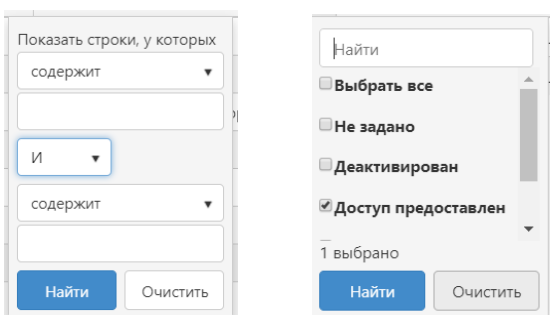 Показать строки, у которых
содержит
И
содержит
Найти Очистить
Найти
Выбрать все
Не задано
Деактивирован
Доступ предоставлен
1 выбрано
Найти Очистить